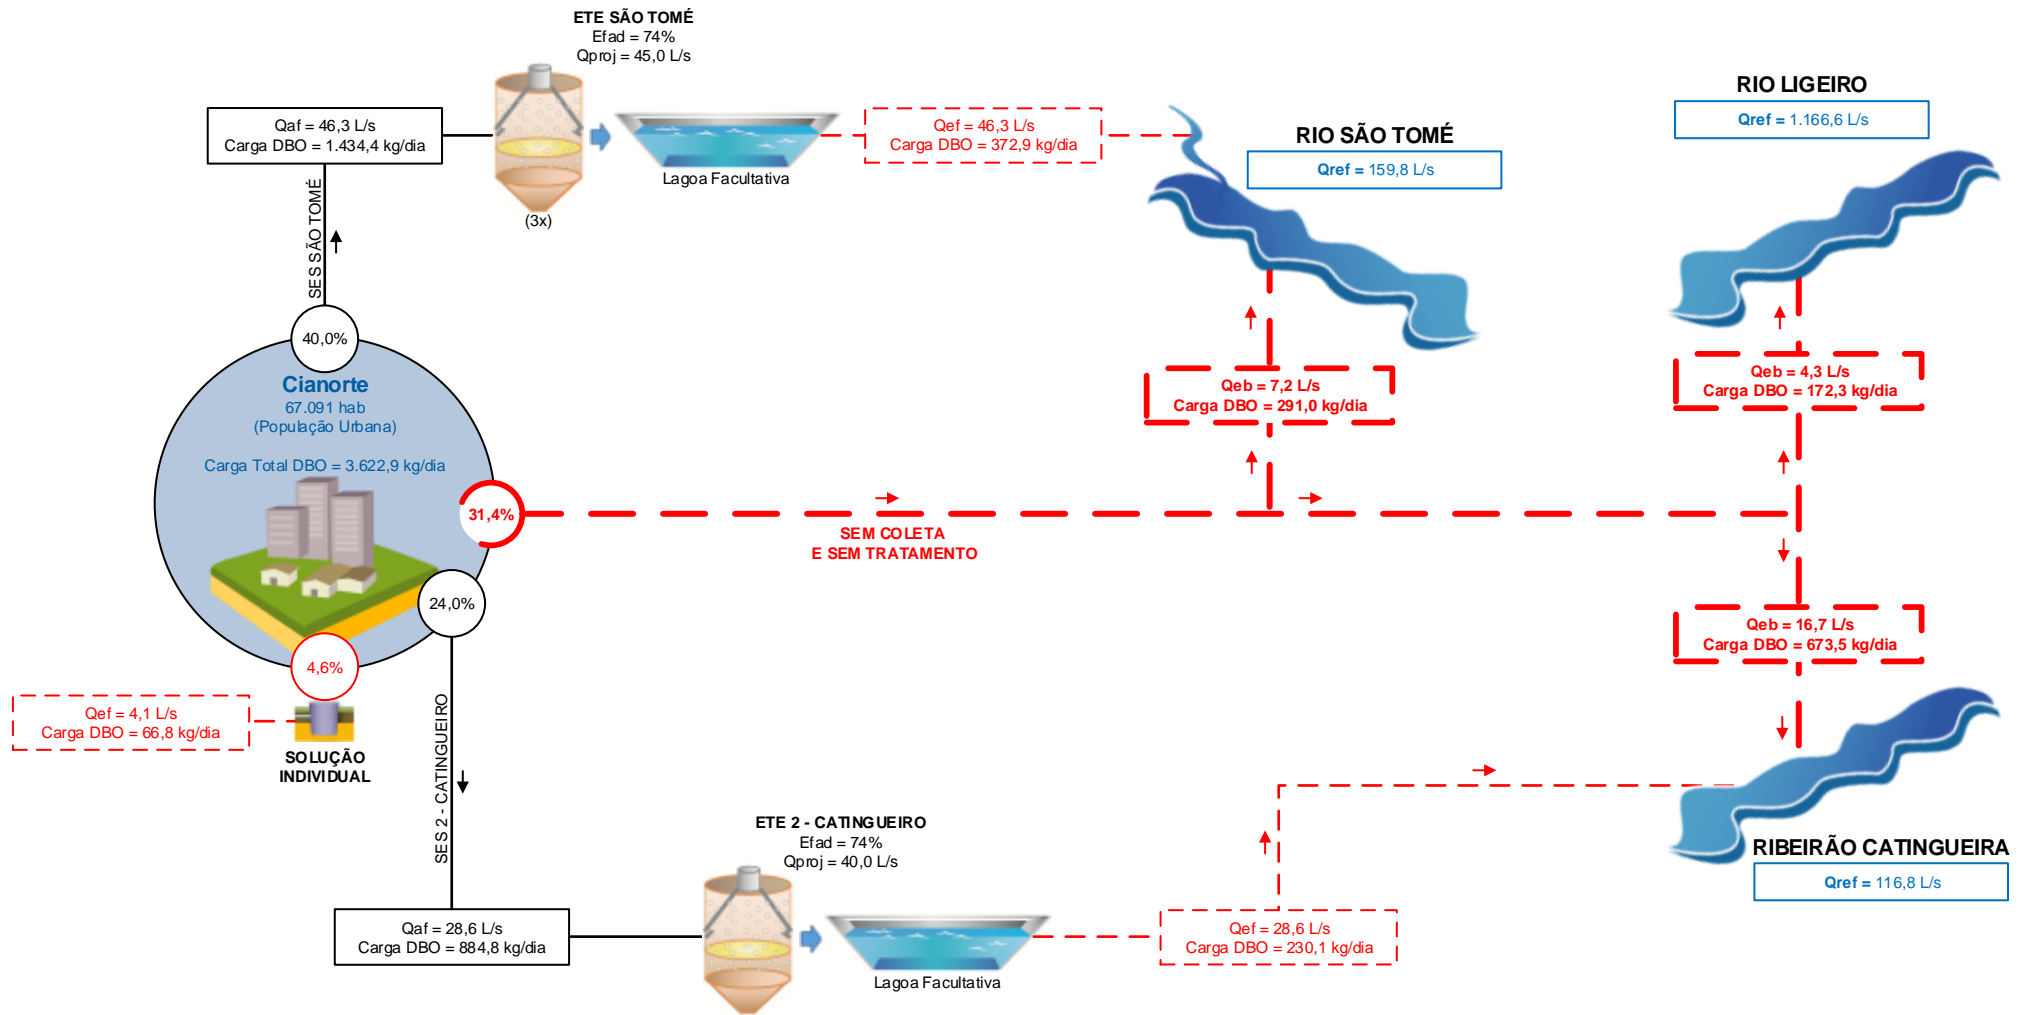 ETE SÃO TOMÉ
Efad = 74%
Qproj = 45,0 L/s
Qaf = 46,3 L/s
Carga DBO = 1.434,4 kg/dia
(3x)
Lagoa Facultativa
Qef = 46,3 L/s
Carga DBO = 372,9 kg/dia
RIO SÃO TOMÉ
Qref = 159,8 L/s
RIO LIGEIRO
Qref = 1.166,6 L/s
SES SÃO TOMÉ
40,0%
Cianorte
67.091 hab
(População Urbana)
Carga Total DBO = 3.622,9 kg/dia
31,4%
SEM COLETA
E SEM TRATAMENTO
Qeb = 7,2 L/s
Carga DBO = 291,0 kg/dia
Qeb = 4,3 L/s
Carga DBO = 172,3 kg/dia
24,0%
4,6%
Qef = 4,1 L/s
Carga DBO = 66,8 kg/dia
SOLUÇÃO
INDIVIDUAL
Qeb = 16,7 L/s
Carga DBO = 673,5 kg/dia
SES 2 - CATINGUEIRO
ETE 2 - CATINGUEIRO
Efad = 74%
Qproj = 40,0 L/s
Qaf = 28,6 L/s
Carga DBO = 884,8 kg/dia
Lagoa Facultativa
Qef = 28,6 L/s
Carga DBO = 230,1 kg/dia
RIBEIRÃO CATINGUEIRA
Qref = 116,8 L/s